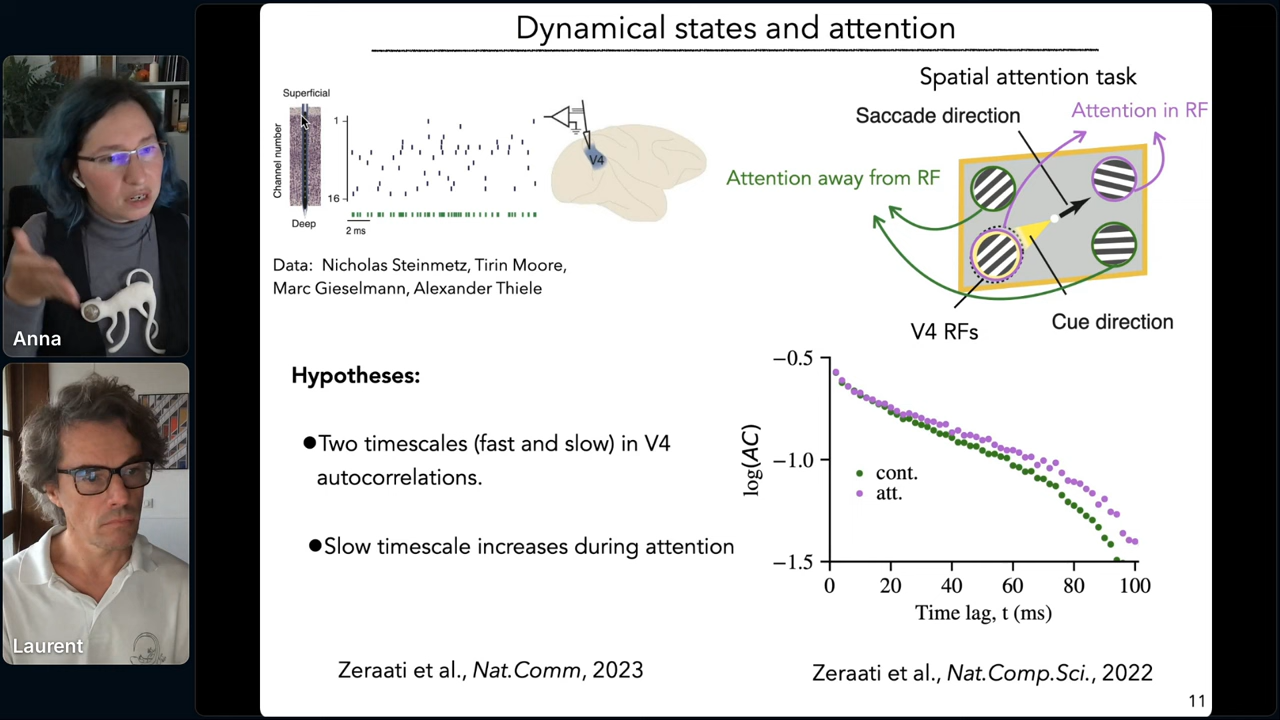 Dynamical states and attention
Superficial
Channel number
1
16
Deep
2 ms
V4
Data: Nicholas Steinmetz, Tirin Moore,
Marc Gieselmann, Alexander Thiele
Spatial attention task
Saccade direction
Attention in RF
Attention away from RF
V4 RFs
Cue direction
Hypotheses:
●Two timescales (fast and slow) in V4
autocorrelations.
●Slow timescale increases during attention
−0.5
−1.0
−1.5
log(AC)
cont.
att.
0 20 40 60 80 100
Time lag, t (ms)
Zeraati et al., Nat.Comm, 2023
Zeraati et al., Nat.Comp.Sci., 2022
11
Anna
Laurent